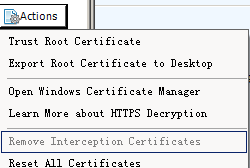 Actions
Trust Root Certificate
Export Root Certificate to Desktop
Open Windows Certificate Manager
Learn More about HTTPS Decryption
Remove Interception Certificates
Reset All Certificates